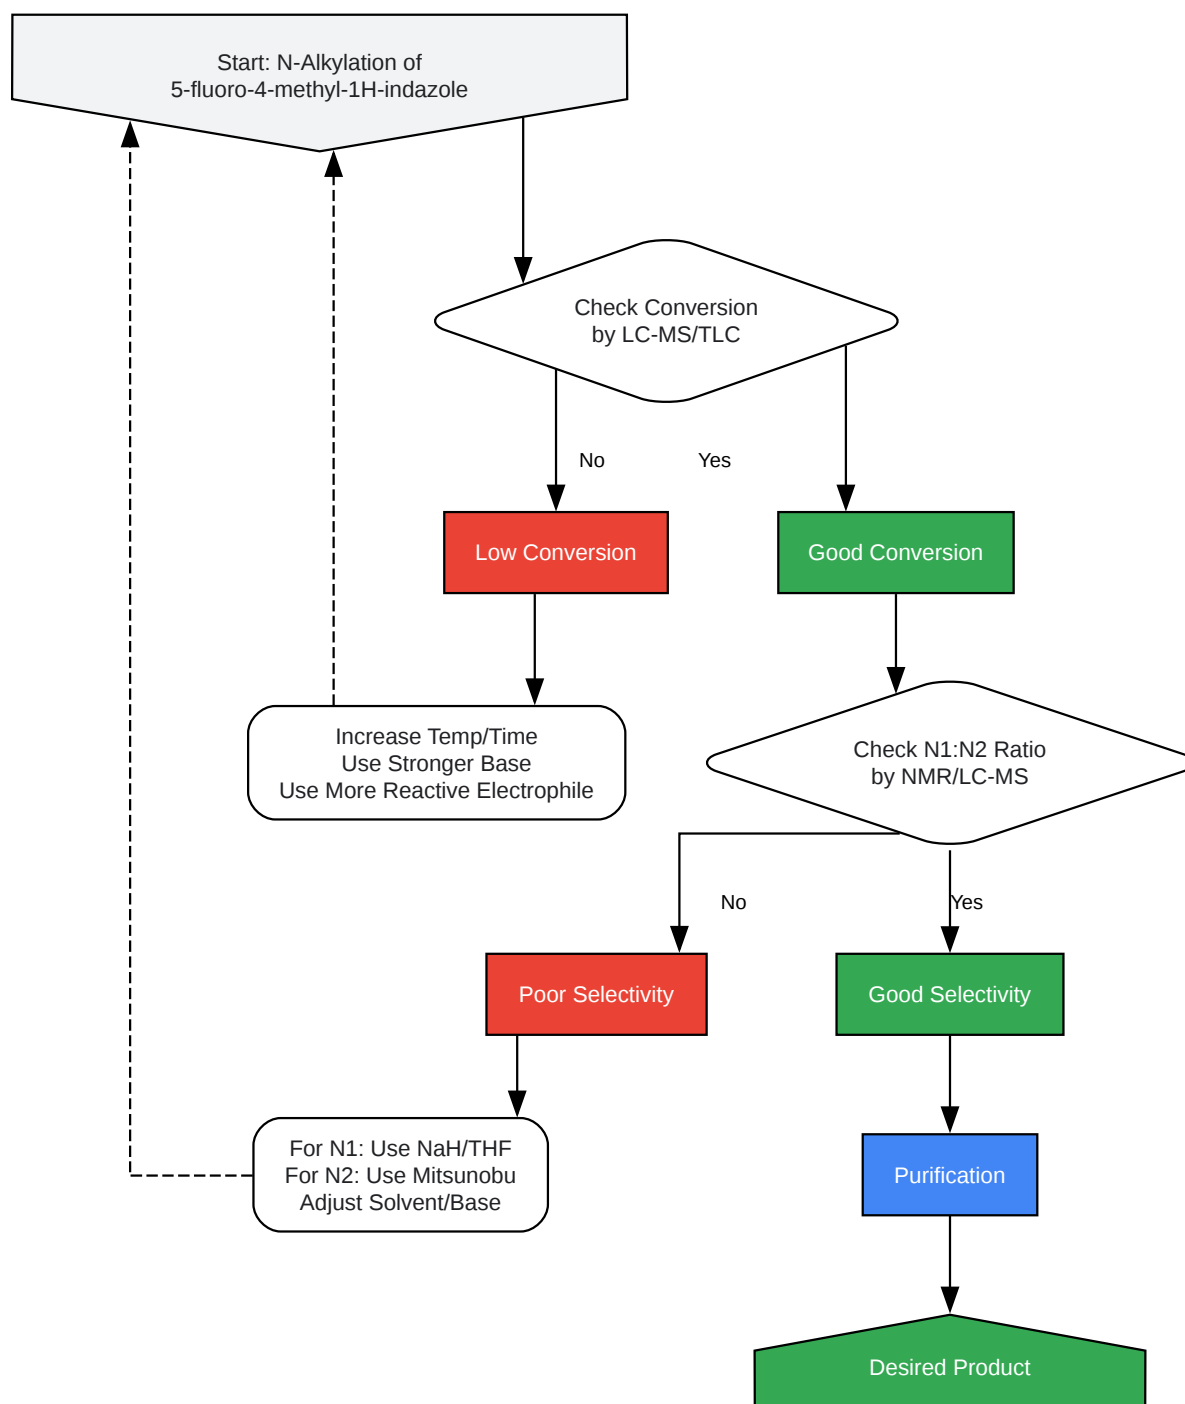 Start: N-Alkylation of
5-fluoro-4-methyl-1H-indazole
Check Conversion
by LC-MS/TLC
No
Yes
Low Conversion
Good Conversion
Increase Temp/Time
Use Stronger Base
Use More Reactive Electrophile
Check N1:N2 Ratio
by NMR/LC-MS
No
Yes
Poor Selectivity
Good Selectivity
For N1: Use NaH/THF
For N2: Use Mitsunobu
Adjust Solvent/Base
Purification
Desired Product